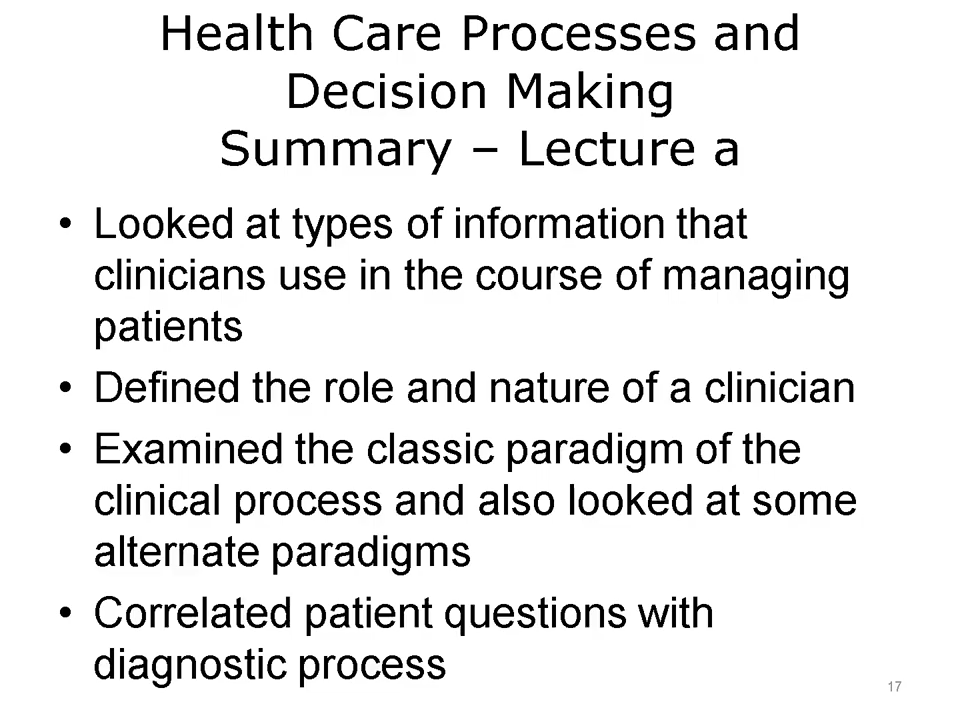 Health Care Processes and
Decision Making
Summary – Lecture a
• Looked at types of information that
clinicians use in the course of managing
patients
• Defined the role and nature of a clinician
• Examined the classic paradigm of the
clinical process and also looked at some
alternate paradigms
• Correlated patient questions with
diagnostic process
17